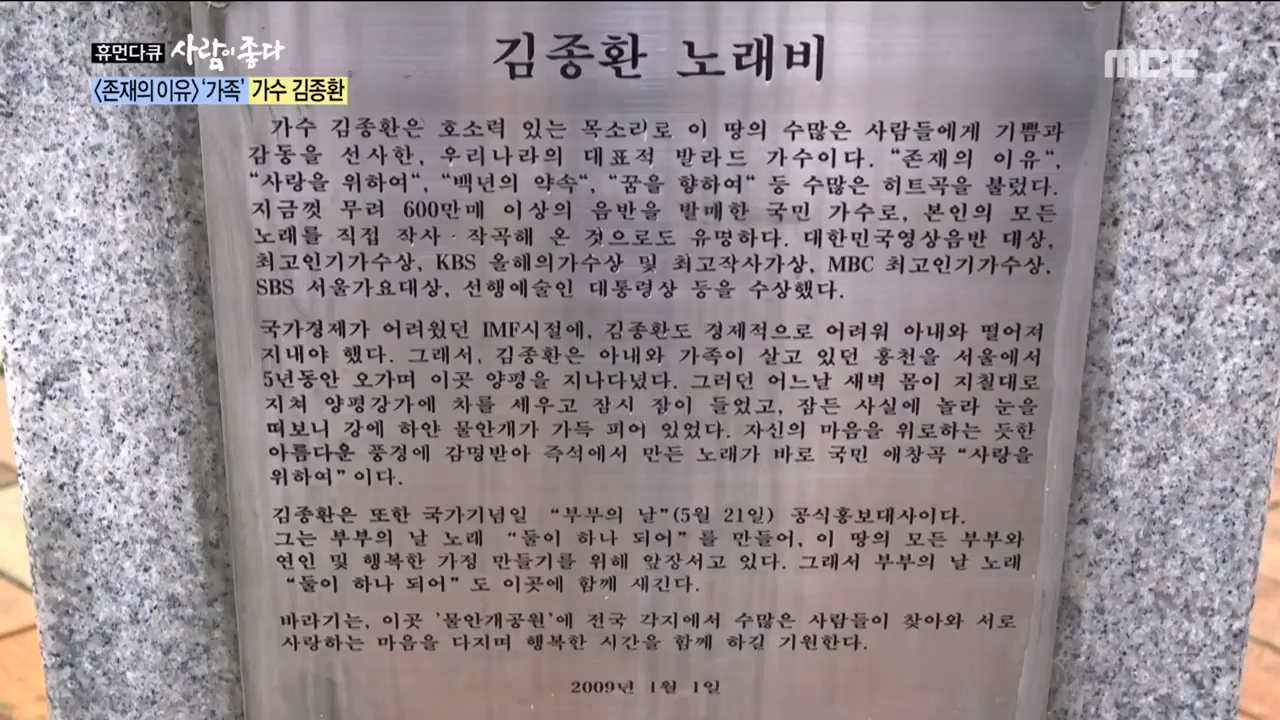 휴먼다큐 사람이 좋다
<존재의 이유> '가족' 가수 김종환
MBC
김종환 노래비
가수 김종환은 호소력 있는 목소리로 이 땅의 수많은 사람들에게 기쁨과
감동을 선사한, 우리나라의 대표적 발라드 가수이다. "존재의 이유",
"사랑을 위하여", "백년의 약속", "꿈을 향하여" 등 수많은 히트곡을 불렀다.
지금껏 무려 600만매 이상의 음반을 발매한 국민 가수로, 본인의 모든
노래를 직접 작사·작곡해 온 것으로도 유명하다. 대한민국영상음반 대상,
최고인기가수상, KBS 올해의가수상 및 최고작사가상, MBC 최고인기가수상,
SBS 서울가요대상, 선행예술인 대통령상 등을 수상했다.
국가경제가 어려웠던 IMF시절에, 김종환도 경제적으로 어려워 아내와 떨어져
지내야 했다. 그래서, 김종환은 아내와 가족이 살고 있던 홍천을 서울에서
5년동안 오가며 이곳 양평을 지나다녔다. 그러던 어느날 새벽 몸이 지칠대로
지쳐 양평강가에 차를 세우고 잠시 잠이 들었고, 잠든 사실에 놀라 눈을
떠보니 강에 하얀 물안개가 가득 피어 있었다. 자신의 마음을 위로하는 듯한
아름다운 풍경에 감명받아 즉석에서 만든 노래가 바로 국민 애창곡 "사랑을
위하여"이다.
김종환은 또한 국가기념일 "부부의 날"(5월 21일) 공식홍보대사이다.
그는 부부의 날 노래 "둘이 하나 되어"를 만들어, 이 땅의 모든 부부와
연인 및 행복한 가정 만들기를 위해 앞장서고 있다. 그래서 부부의 날 노래
"둘이 하나 되어"도 이곳에 함께 새긴다.
바라기는, 이곳 '물안개공원'에 전국 각지에서 수많은 사람들이 찾아와 서로
사랑하는 마음을 다지며 행복한 시간을 함께 하길 기원한다.
2009년 1월 1일